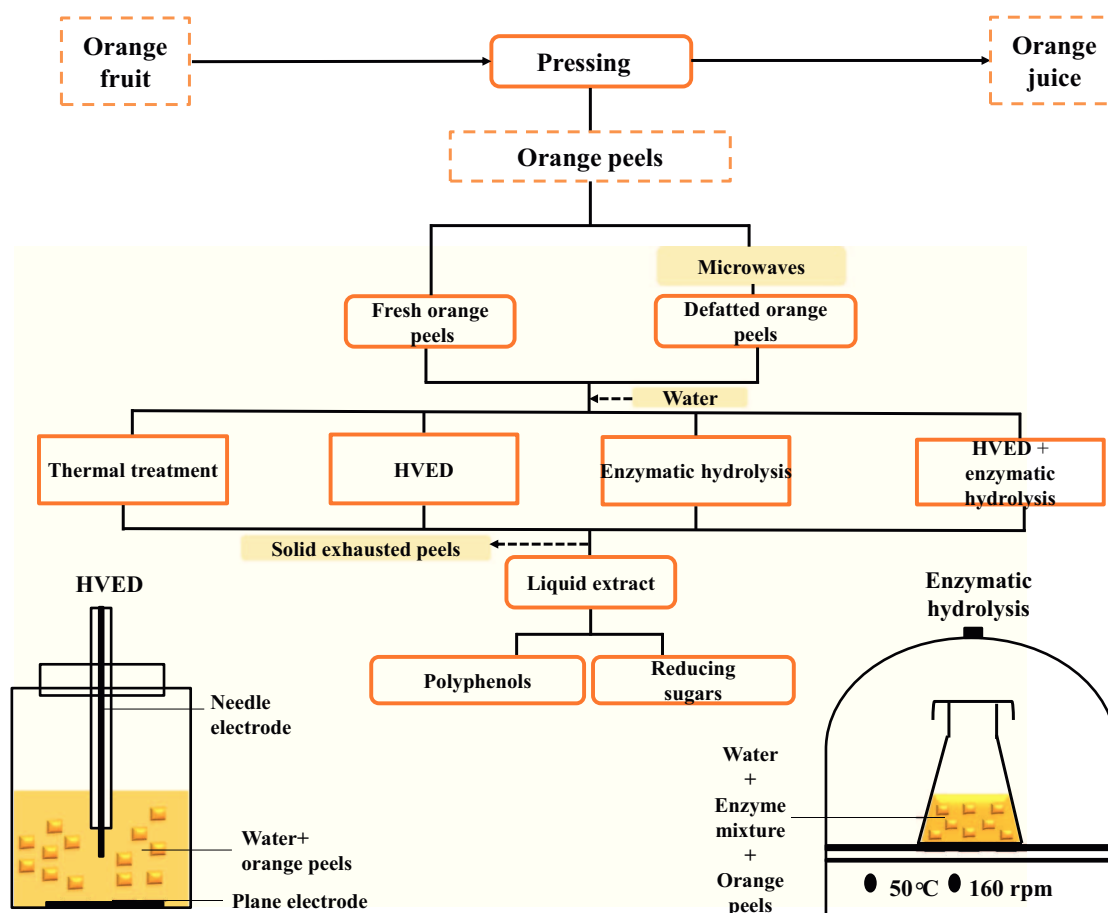 Orange
fruit
Pressing
Orange
juice
Orange peels
Microwaves
Fresh orange
peels
Defatted orange
peels
Water
Thermal treatment
HVED
Enzymatic hydrolysis
HVED +
enzymatic
hydrolysis
Solid exhausted peels
Liquid extract
Polyphenols
Reducing
sugars
HVED
Needle
electrode
Water+
orange peels
Plane electrode
Enzymatic
hydrolysis
Water
+
Enzyme
mixture
+
Orange
peels
50°C
160 rpm